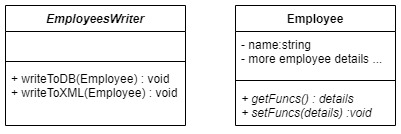 EmployeesWriter
+ writeToDB(Employee) : void
+ writeToXML(Employee) : void
Employee
- name:string
- more employee details ...
+ getFuncs() : details
+ setFuncs(details) :void